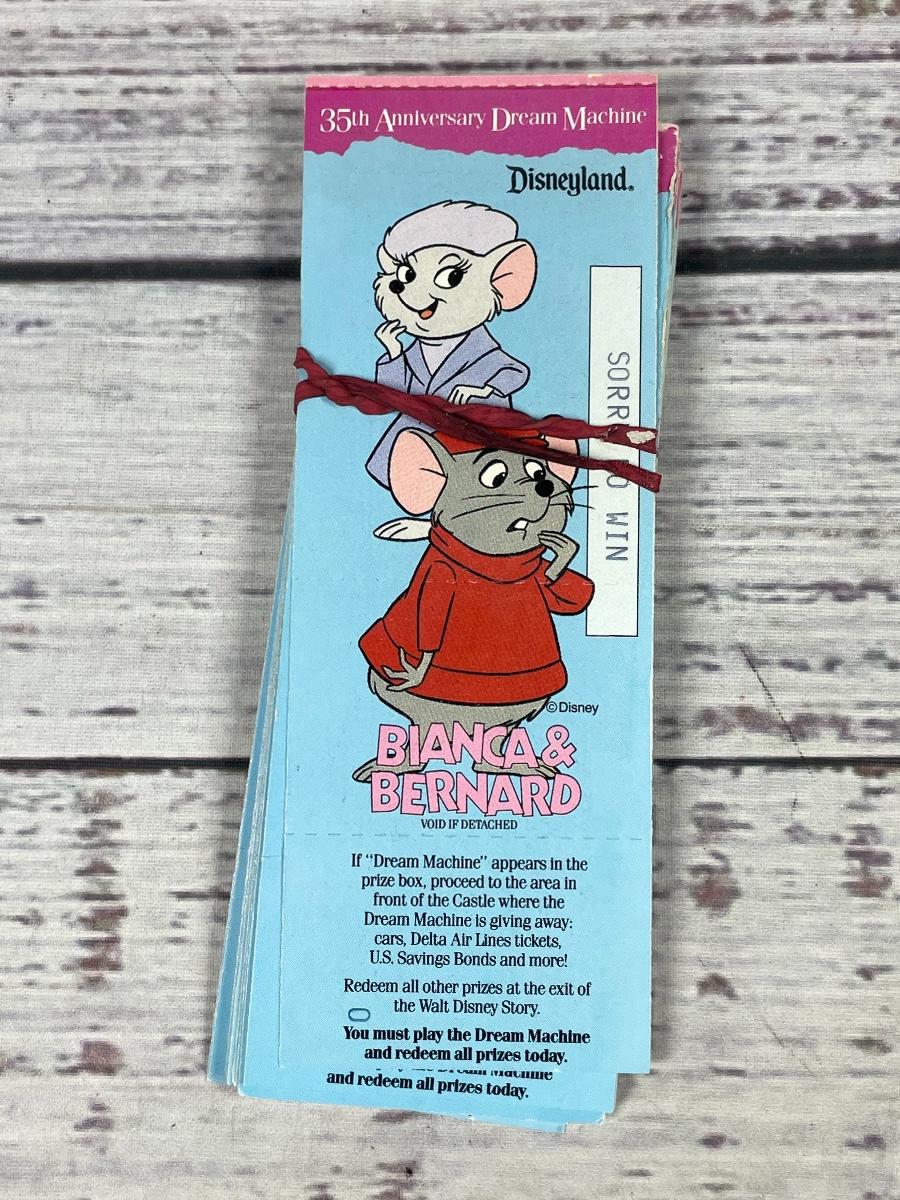 35th Anniversary Dream Machine
Disneyland®
SORR O WIN
© Disney
BIANCA &
BERNARD
VOID IF DETACHED
If "Dream Machine" appears in the
prize box, proceed to the area in
front of the Castle where the
Dream Machine is giving away:
cars, Delta Air Lines tickets,
U.S. Savings Bonds and more!
Redeem all other prizes at the exit of
the Walt Disney Story.
You must play the Dream Machine
and redeem all prizes today.
and redeem all prizes today.